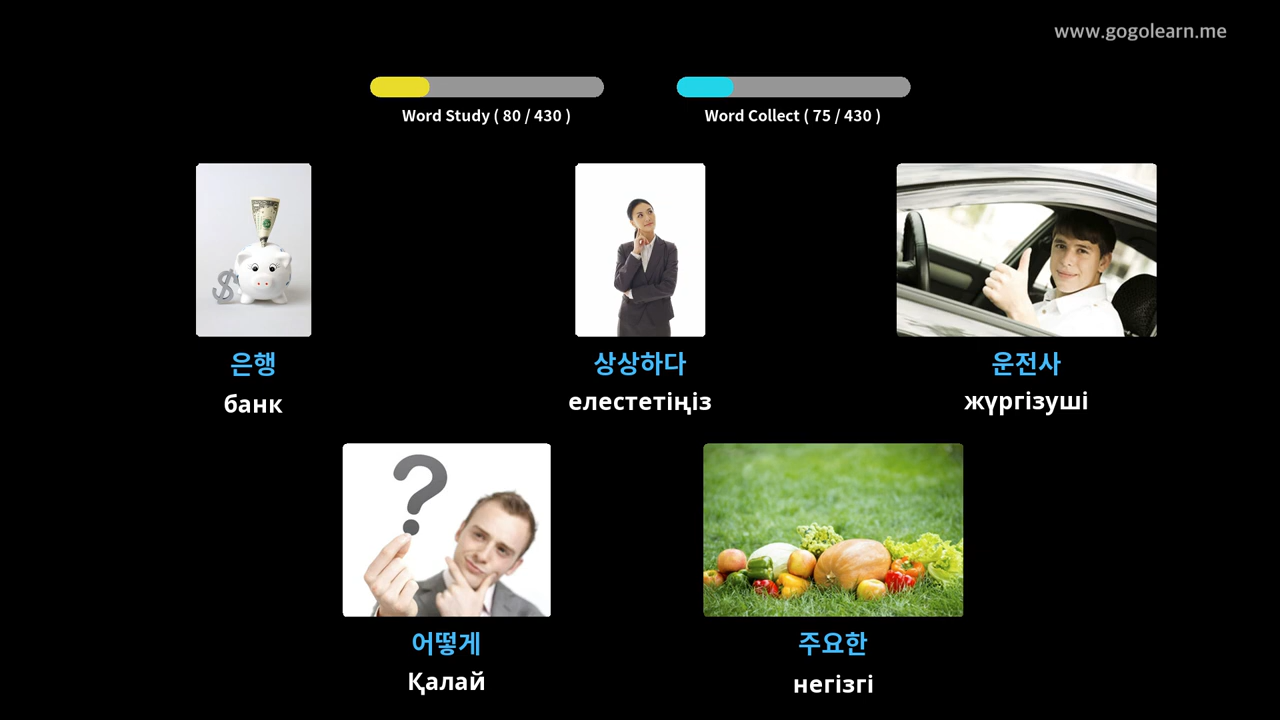 www.gogolearn.me
Word Study ( 80 / 430 )
Word Collect ( 75 / 430 )
은행
банк
상상하다
елестетіңіз
운전사
жүргізуші
어떻게
Қалай
주요한
негізгі